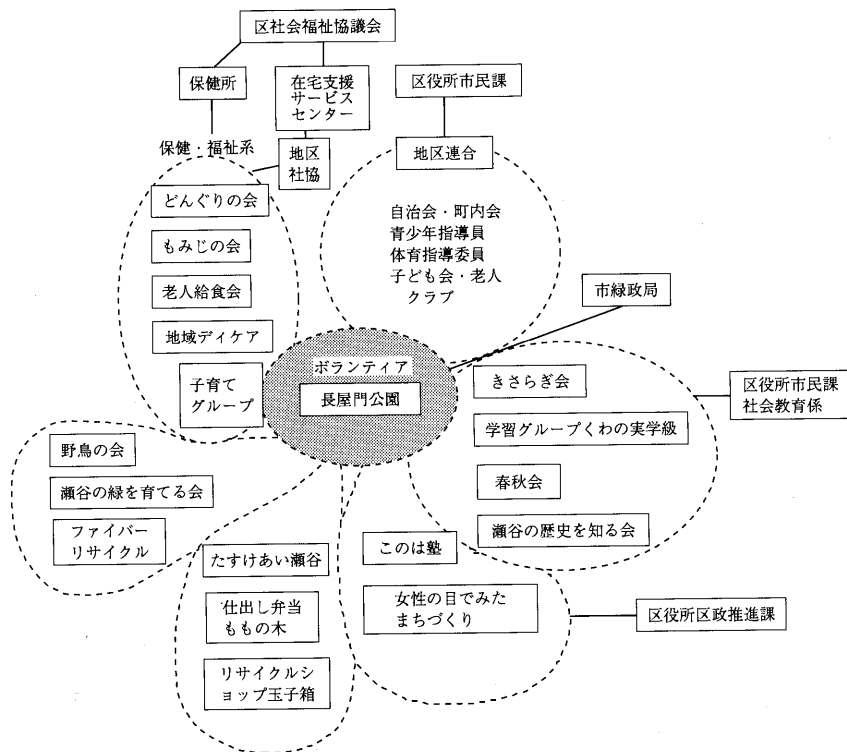 区社会福祉協議会
保健所
在宅支援
サービス
センター
区役所市民課
保健・福祉系
地区
社協
地区連合
どんぐりの会
もみじの会
老人給食会
地域ディケア
子育て
グループ
自治会・町内会
青少年指導員
体育指導委員
子ども会・老人
クラブ
市緑政局
ボランティア
長屋門公園
きさらぎ会
学習グループくわの実学級
春秋会
瀬谷の歴史を知る会
区役所市民課
社会教育係
野鳥の会
瀬谷の緑を育てる会
ファイバー
リサイクル
たすけあい瀬谷
仕出し弁当
ももの木
リサイクルシ
ョップ玉子箱
このは塾
女性の目でみた
まちづくり
区役所区政推進課